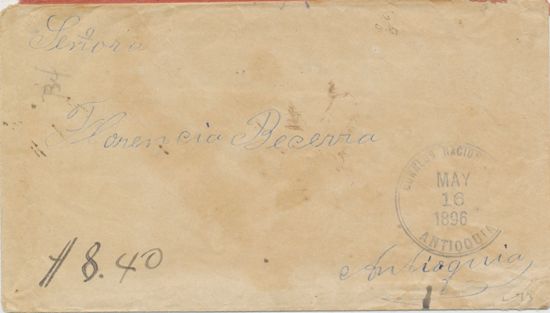 Señora
Florencia Becerra
CORREOS NACIONALES
MAY
16
1896
ANTIOQUIA
$8.40
Antioquia